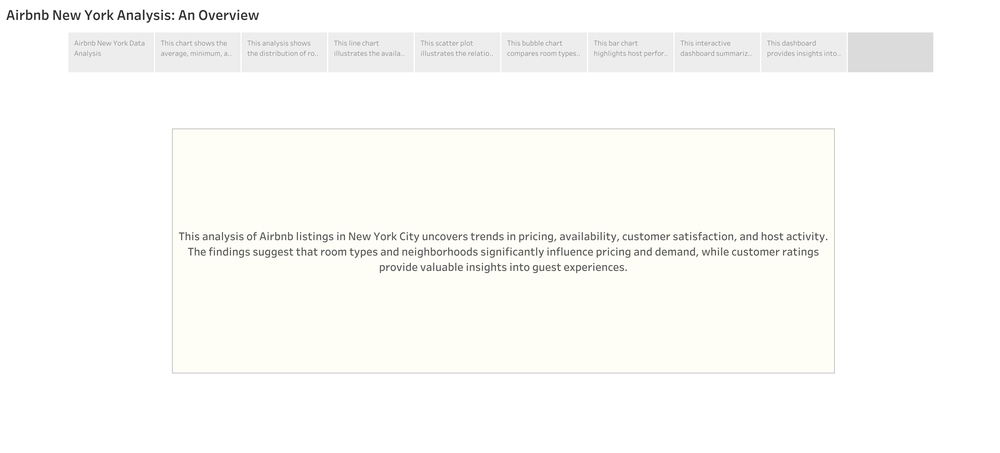 Airbnb New York Analysis: An Overview
Airbnb New York Data
Analysis
This chart shows the
average, minimum, a..
This analysis shows
the distribution of ro..
This line chart
illustrates the availa..
This scatter plot
illustrates the relatio..
This bubble chart
compares room types..
This bar chart
highlights host perfor..
This interactive
dashboard summariz..
This dashboard
provides insights into..
This analysis of Airbnb listings in New York City uncovers trends in pricing, availability, customer satisfaction, and host activity.
The findings suggest that room types and neighborhoods significantly influence pricing and demand, while customer ratings
provide valuable insights into guest experiences.